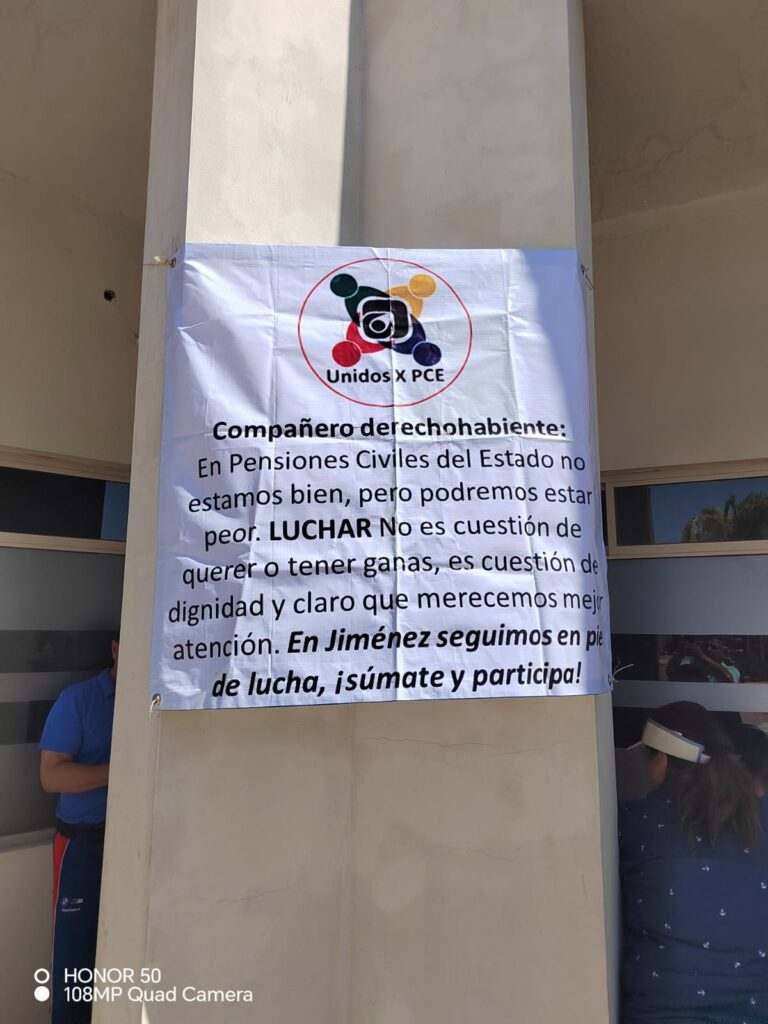 Unidos X PCE
Compañero derechohabiente:
En Pensiones Civiles del Estado no
estamos bien, pero podremos estar
peor. LUCHAR No es cuestión de
querer o tener ganas, es cuestión de
dignidad y claro que merecemos mejor
atención. En Jiménez seguimos en pie
de lucha, ¡súmate y participa!
HONOR 50
108MP Quad Camera